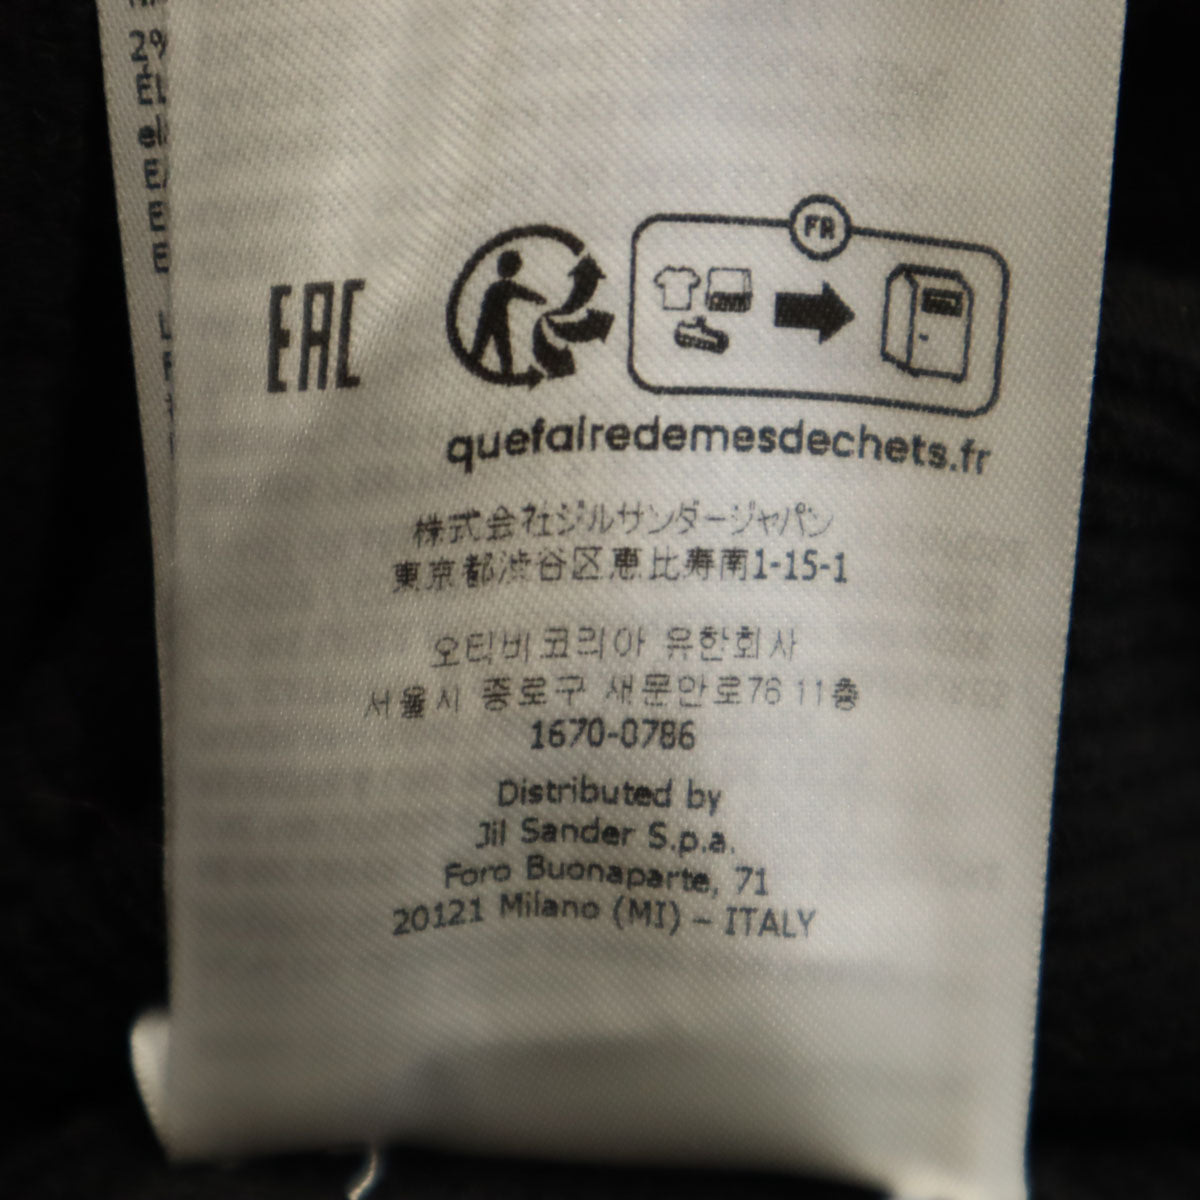 29
ÉL
EAC
FR
quefairedemesdechets.fr
株式会社ジルサンダージャパン
東京都渋谷区恵比寿南1-15-1
오티비코리아 유한회사
서울시 종로구 새문안로76 11층
1670-0786
Distributed by
Jil Sander S.p.a.
Foro Buonaparte, 71
20121 Milano (MI) – ITALY